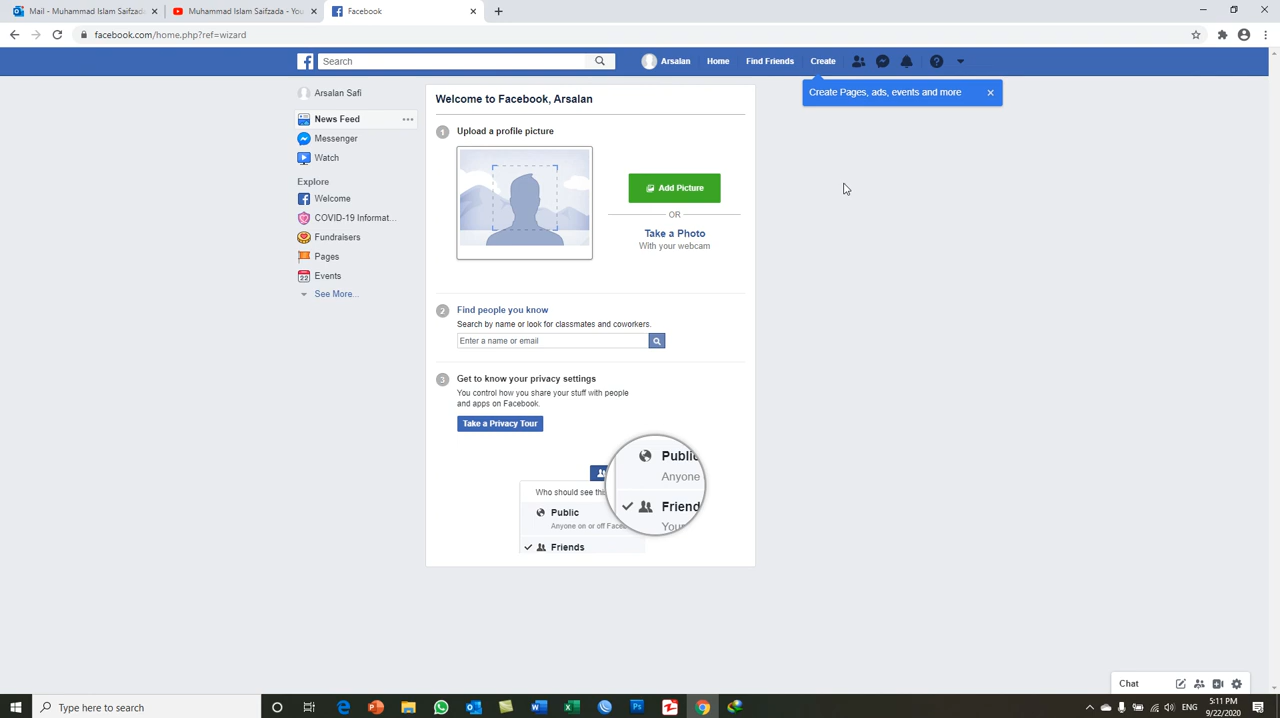 Mail - Muhammad Islam Saifzada
Muhammad Islam Saifzada - You
Facebook
facebook.com/home.php?ref=wizard
Search
Arsalan
Home
Find Friends
Create
Create Pages, ads, events and more
Arsalan Safi
News Feed
Messenger
Watch
Explore
Welcome
COVID-19 Informat...
Fundraisers
Pages
22
Events
See More...
Welcome to Facebook, Arsalan
1
Upload a profile picture
Add Picture
OR
Take a Photo
With your webcam
2
Find people you know
Search by name or look for classmates and coworkers.
Enter a name or email
3
Get to know your privacy settings
You control how you share your stuff with people
and apps on Facebook.
Take a Privacy Tour
Who should see thi
Public
Anyone on or off Face
Friends
Public
Anyone
Friend
Your
Chat
Type here to search
ENG
5:11 PM
9/22/2020